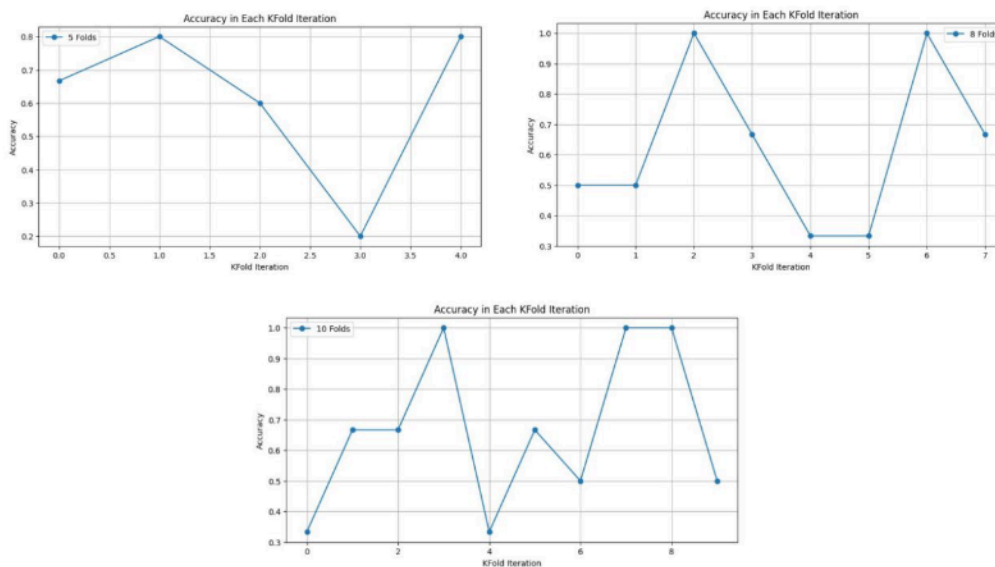 Accuracy in Each KFold Iteration
5 Folds
0.8
0.7
0.6
0.5
0.4
0.3
0.2
Accuracy
0.0 0.5 1.0 1.5 2.0 2.5 3.0 3.5 4.0
KFold Iteration
Accuracy in Each KFold Iteration
8 Folds
1.0
0.9
0.8
0.7
0.6
0.5
0.4
0.3
Accuracy
0 1 2 3 4 5 6 7
KFold Iteration
Accuracy in Each KFold Iteration
10 Folds
1.0
0.9
0.8
0.7
0.6
0.5
0.4
0.3
Accuracy
0 2 4 6 8
KFold Iteration